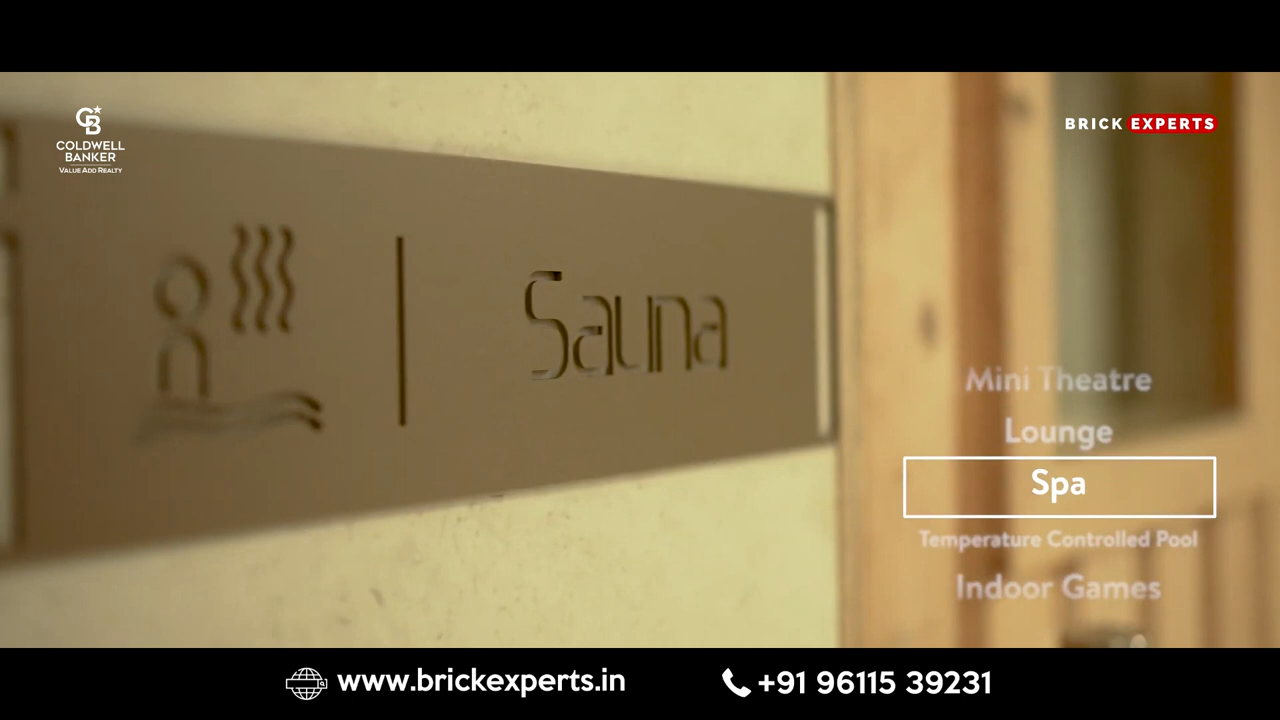 COLDWELL
BANKER
VALUE ADD REALTY
BRICK EXPERTS
Sauna
Mini Theatre
Lounge
Spa
Temperature Controlled Pool
Indoor Games
www.brickexperts.in
+91 96115 39231